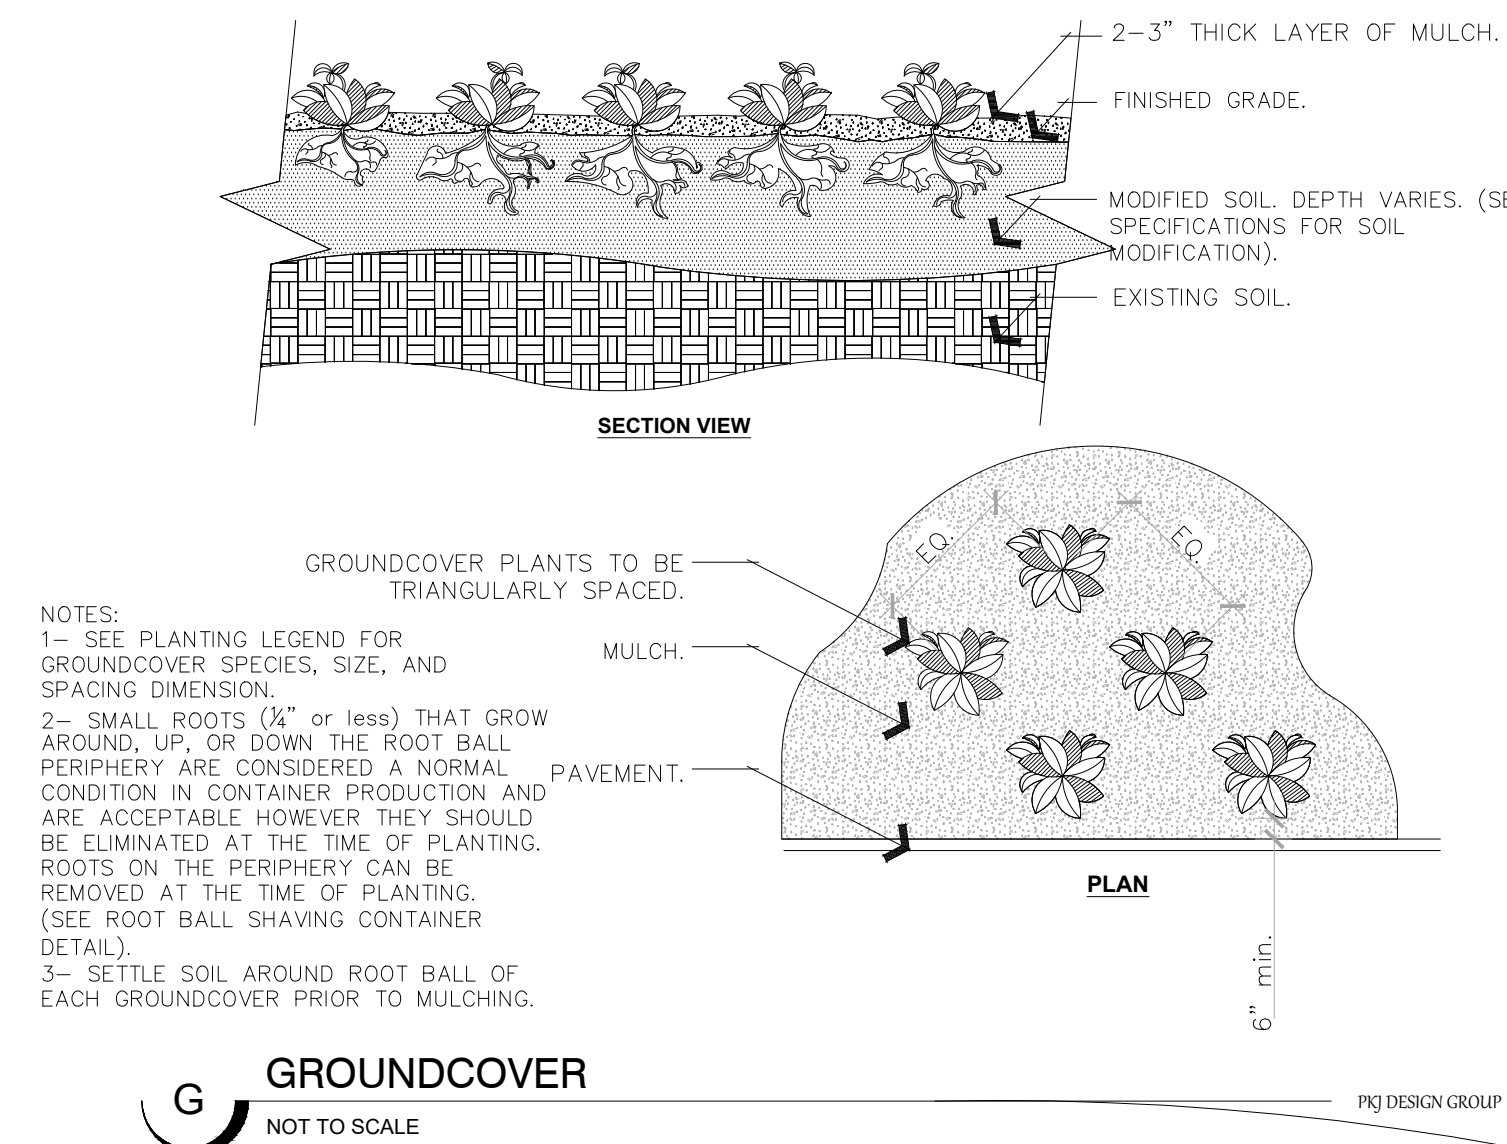 2–3” THICK LAYER OF MULCH.
FINISHED GRADE.
MODIFIED SOIL. DEPTH VARIES. (SE
SPECIFICATIONS FOR SOIL
MODIFICATION).
EXISTING SOIL.
SECTION VIEW
GROUNDCOVER PLANTS TO BE
TRIANGULARLY SPACED.
MULCH.
PAVEMENT.
EQ.
EQ.
6” min.
PLAN
NOTES:
1– SEE PLANTING LEGEND FOR
GROUNDCOVER SPECIES, SIZE, AND
SPACING DIMENSION.
2– SMALL ROOTS (¼” or less) THAT GROW
AROUND, UP, OR DOWN THE ROOT BALL
PERIPHERY ARE CONSIDERED A NORMAL
CONDITION IN CONTAINER PRODUCTION AND
ARE ACCEPTABLE HOWEVER THEY SHOULD
BE ELIMINATED AT THE TIME OF PLANTING.
ROOTS ON THE PERIPHERY CAN BE
REMOVED AT THE TIME OF PLANTING.
(SEE ROOT BALL SHAVING CONTAINER
DETAIL).
3– SETTLE SOIL AROUND ROOT BALL OF
EACH GROUNDCOVER PRIOR TO MULCHING.
G
GROUNDCOVER
NOT TO SCALE
PKJ DESIGN GROUP